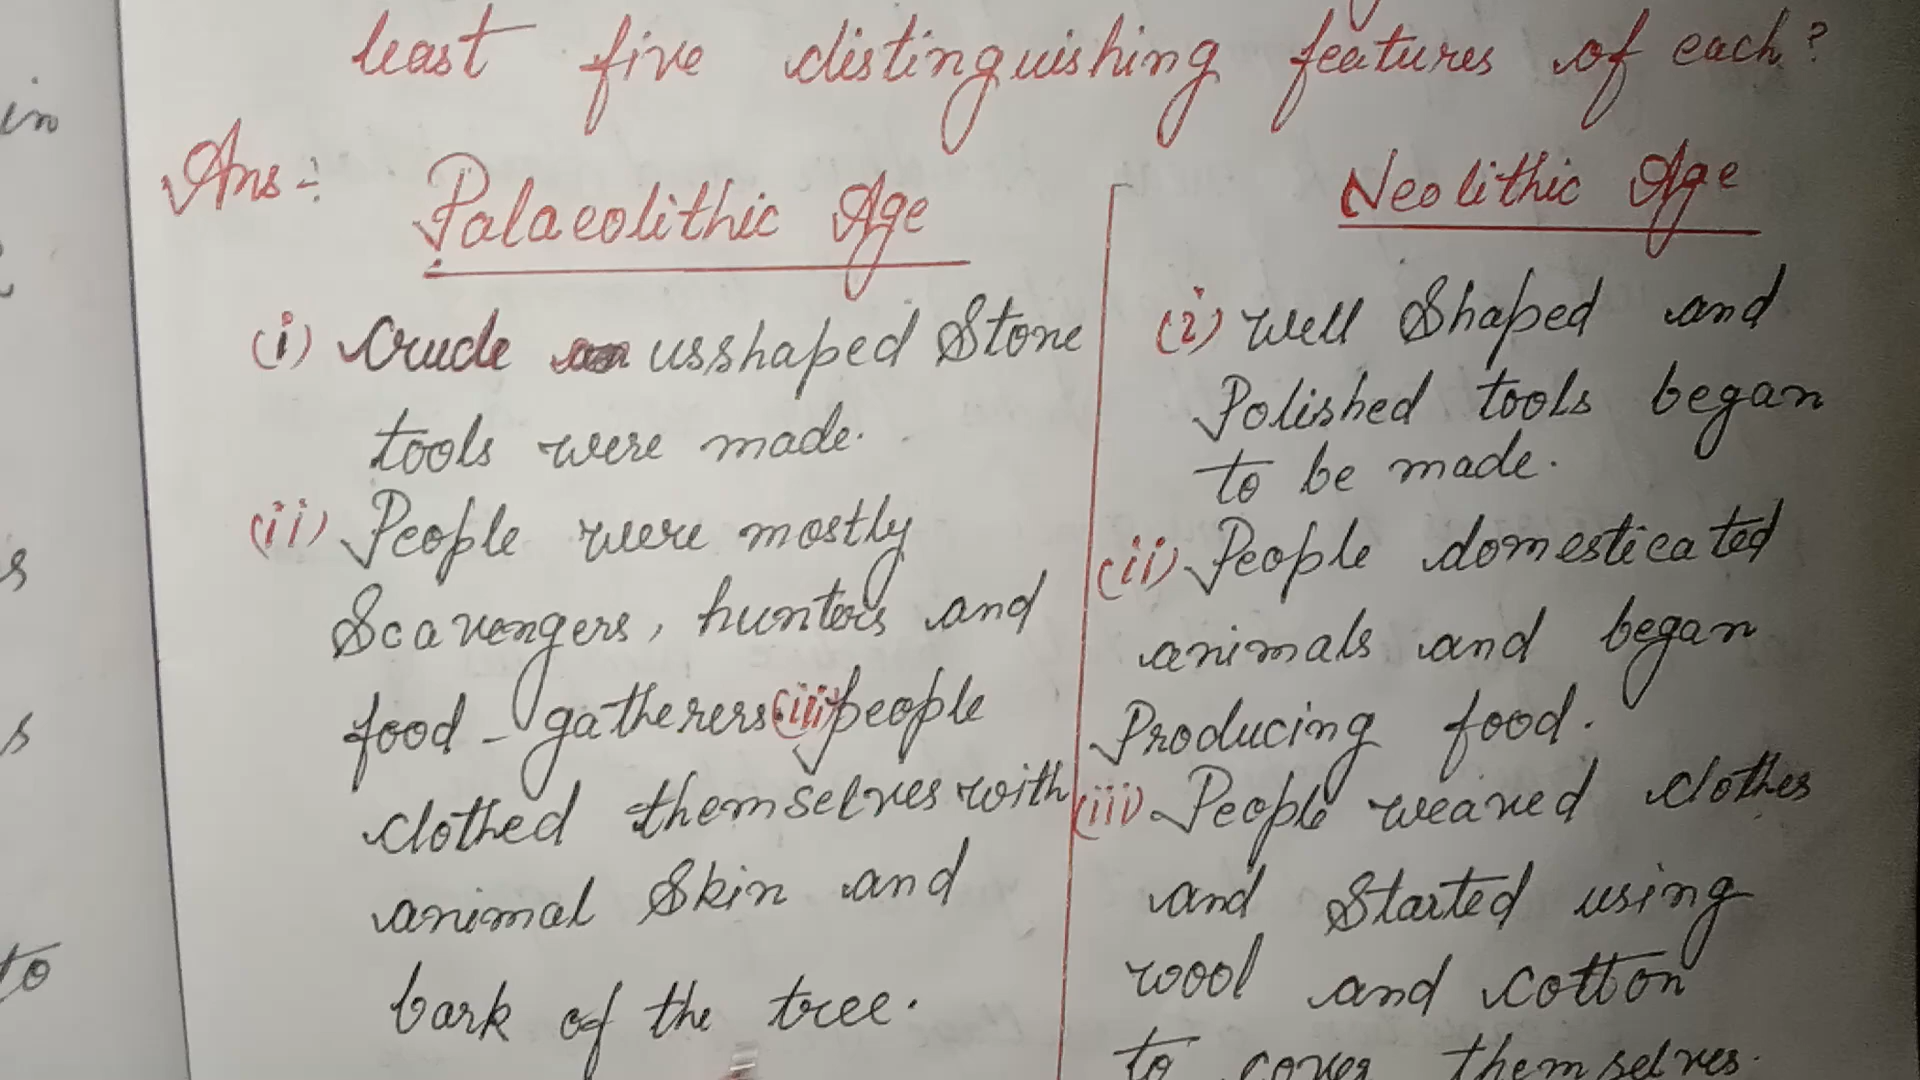 least five distinguishing features of each?
Ans:-
Palaeolithic Age
(i) Crude usshaped Stone
tools were made.
(ii) People were mostly
Scavengers, hunters and
food-gatherers. (iii) people
clothed themselves with
animal Skin and
bark of the tree.
Neolithic Age
(i) well Shaped and
Polished tools began
to be made.
(ii) People domesticated
animals and began
Producing food.
(iii) People weaved clothes
and Started using
wool and cotton
to cover themselves.
in
s
s
to